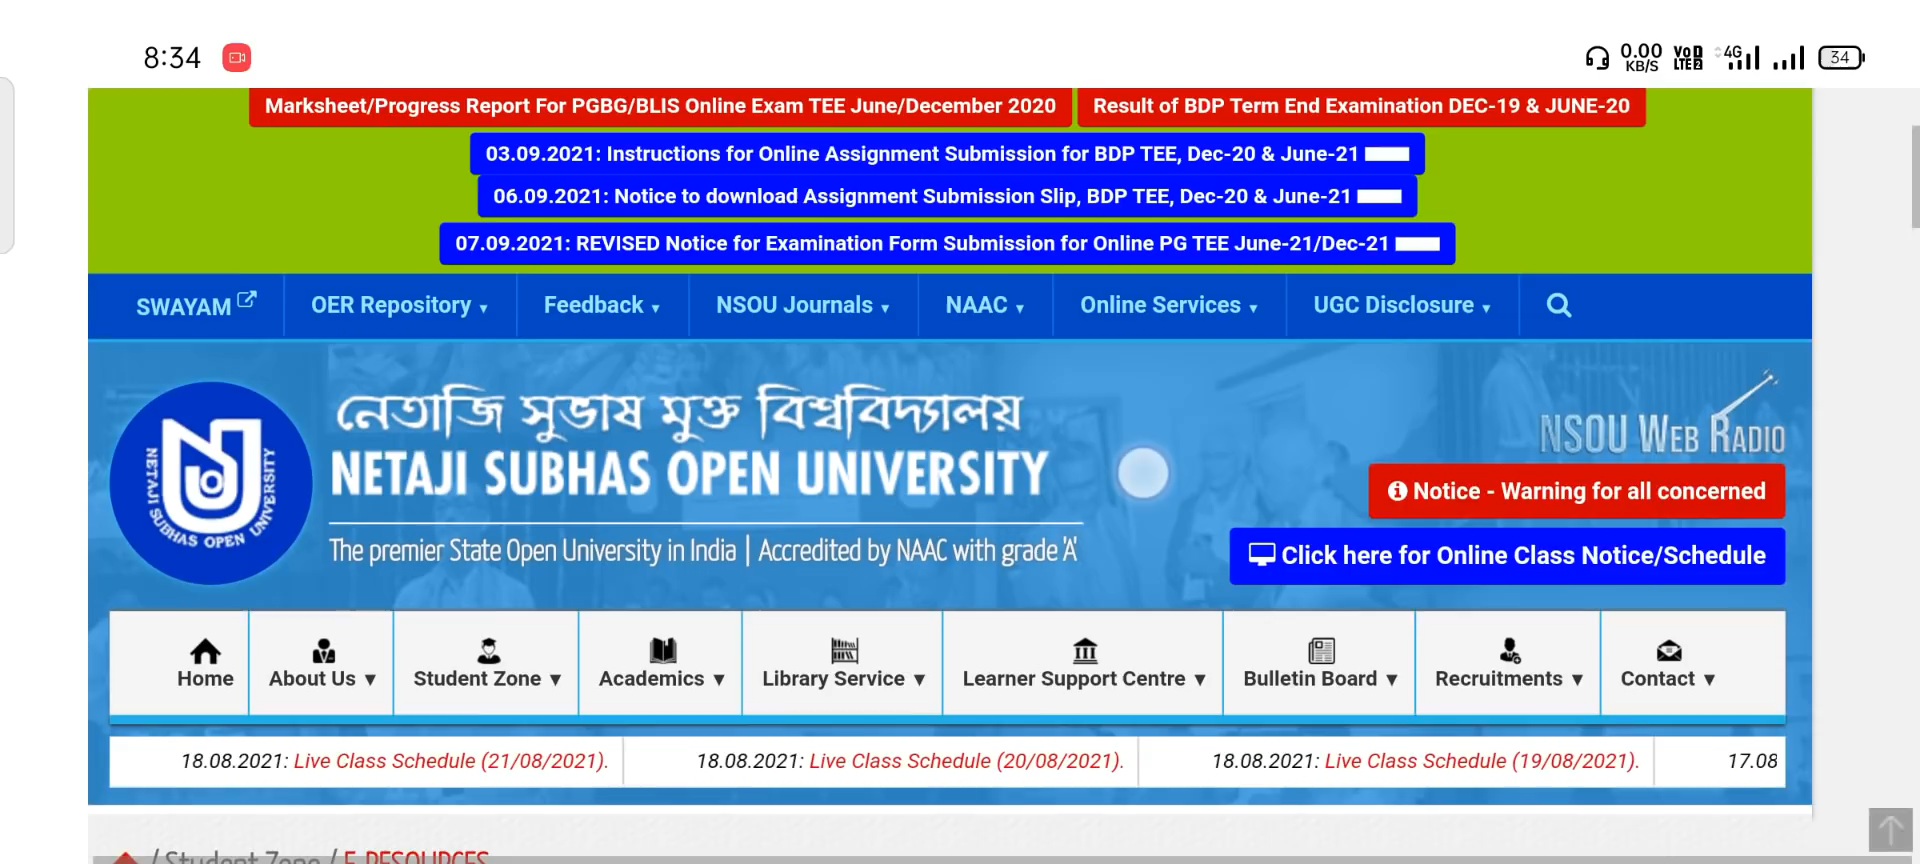 8:34
0.00 KB/S Vo LTE 2 4G 34
Marksheet/Progress Report For PGBG/BLIS Online Exam TEE June/December 2020 Result of BDP Term End Examination DEC-19 & JUNE-20
03.09.2021: Instructions for Online Assignment Submission for BDP TEE, Dec-20 & June-21
06.09.2021: Notice to download Assignment Submission Slip, BDP TEE, Dec-20 & June-21
07.09.2021: REVISED Notice for Examination Form Submission for Online PG TEE June-21/Dec-21
SWAYAM OER Repository ▾ Feedback ▾ NSOU Journals ▾ NAAC ▾ Online Services ▾ UGC Disclosure ▾
NETAJI SUBHAS OPEN UNIVERSITY
নেতাজি সুভাষ মুক্ত বিশ্ববিদ্যালয়
NETAJI SUBHAS OPEN UNIVERSITY
The premier State Open University in India | Accredited by NAAC with grade 'A'
NSOU WEB RADIO
Notice - Warning for all concerned
Click here for Online Class Notice/Schedule
Home About Us ▼ Student Zone ▼ Academics ▼ Library Service ▼ Learner Support Centre ▼ Bulletin Board ▼ Recruitments ▼ Contact ▼
18.08.2021: Live Class Schedule (21/08/2021). 18.08.2021: Live Class Schedule (20/08/2021). 18.08.2021: Live Class Schedule (19/08/2021). 17.08
/ Student Zone / E-RESOURCES